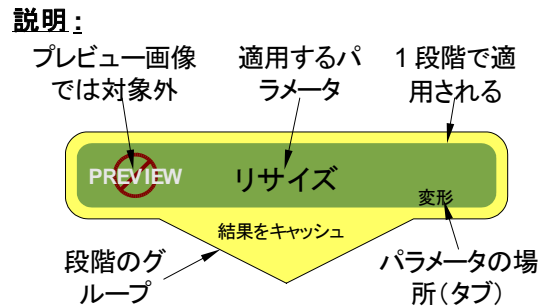 説明:
プレビュー画像
では対象外
適用するパ
ラメータ
1段階で適
用される
PREVIEW
リサイズ
変形
結果をキャッシュ
段階のグ
ループ
パラメータの場
所(タブ)